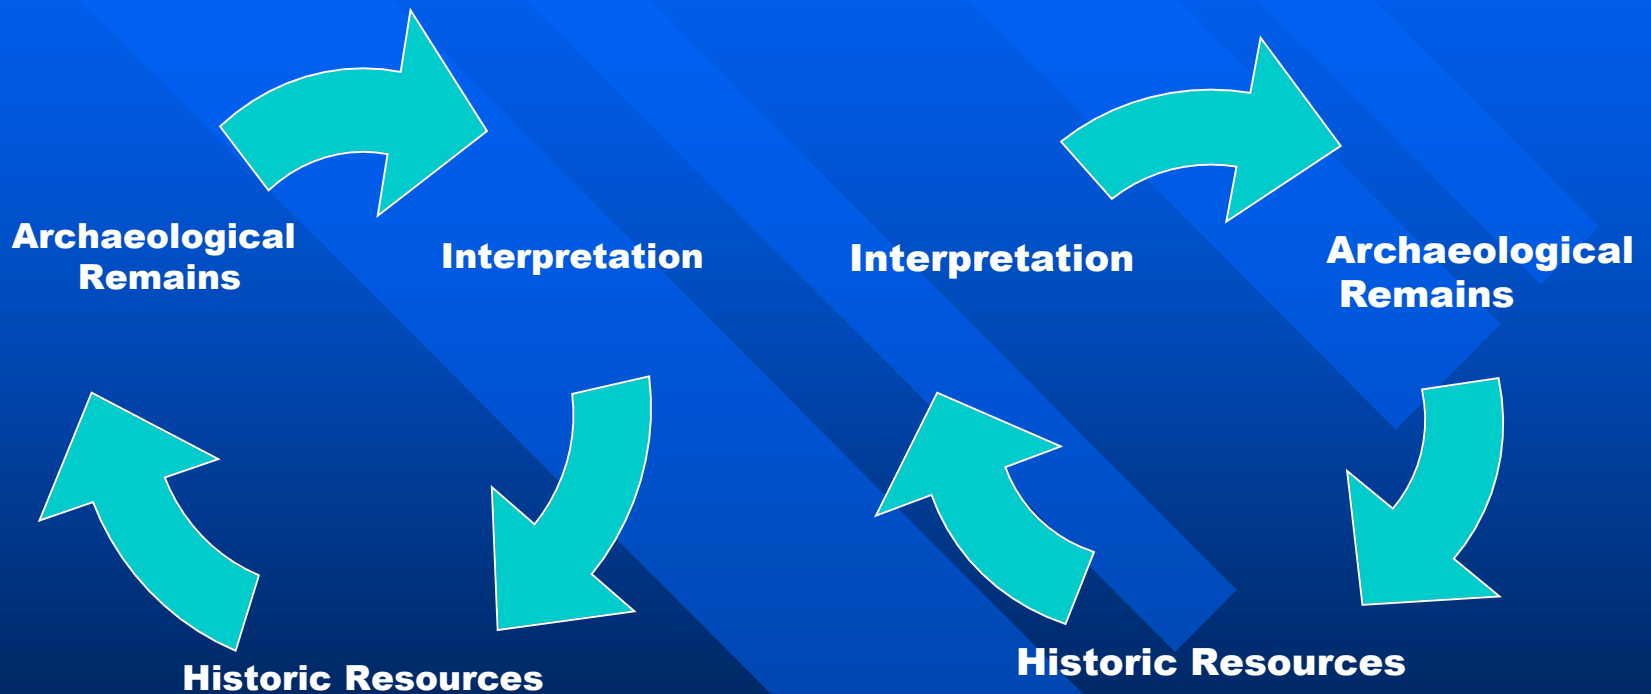 Archaeological
Remains
Interpretation
Historic Resources
Interpretation
Archaeological
Remains
Historic Resources